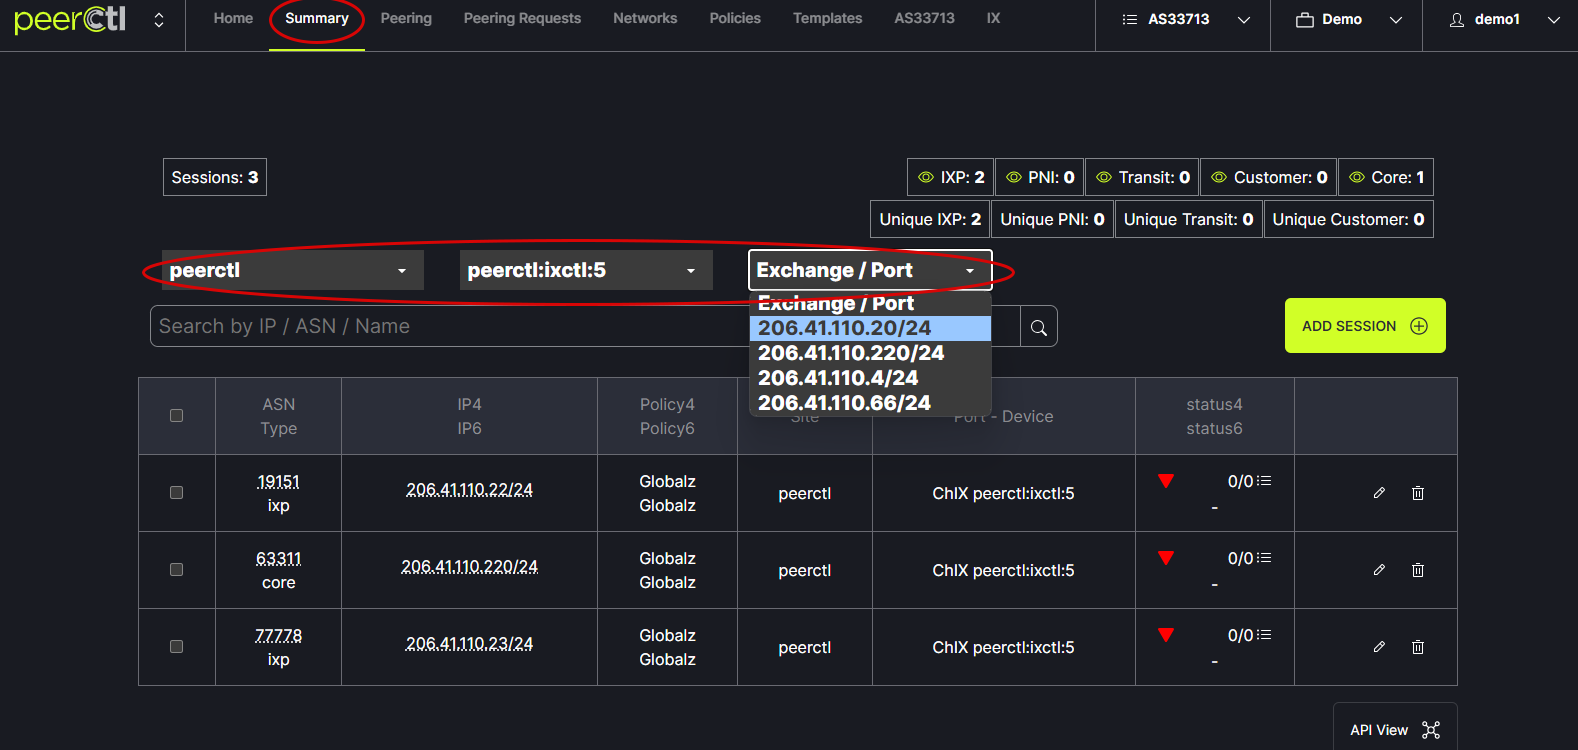 peerctl
Home Summary Peering Peering Requests Networks Policies Templates AS33713 IX AS33713 Demo demo1
Sessions: 3
IXP: 2 PNI: 0 Transit: 0 Customer: 0 Core: 1
Unique IXP: 2 Unique PNI: 0 Unique Transit: 0 Unique Customer: 0
peerctl peerctl:ixctl:5 Exchange / Port
Exchange / Port
206.41.110.20/24
206.41.110.220/24
206.41.110.4/24
206.41.110.66/24
Search by IP / ASN / Name
ADD SESSION
ASN IP4 Policy4 status4
Type IP6 Policy6 Site Port - Device status6
19151 206.41.110.22/24 Globalz peerctl ChIX peerctl:ixctl:5 0/0
ixp Globalz -
63311 206.41.110.220/24 Globalz peerctl ChIX peerctl:ixctl:5 0/0
core Globalz -
77778 206.41.110.23/24 Globalz peerctl ChIX peerctl:ixctl:5 0/0
ixp Globalz -
API View